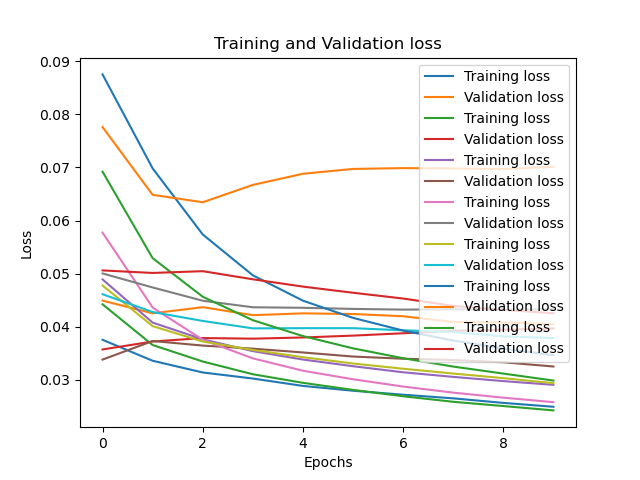 Training and Validation loss
Loss
0.09
0.08
0.07
0.06
0.05
0.04
0.03
Training loss
Validation loss
Training loss
Validation loss
Training loss
Validation loss
Training loss
Validation loss
Training loss
Validation loss
Training loss
Validation loss
Training loss
Validation loss
0 2 4 6 8
Epochs